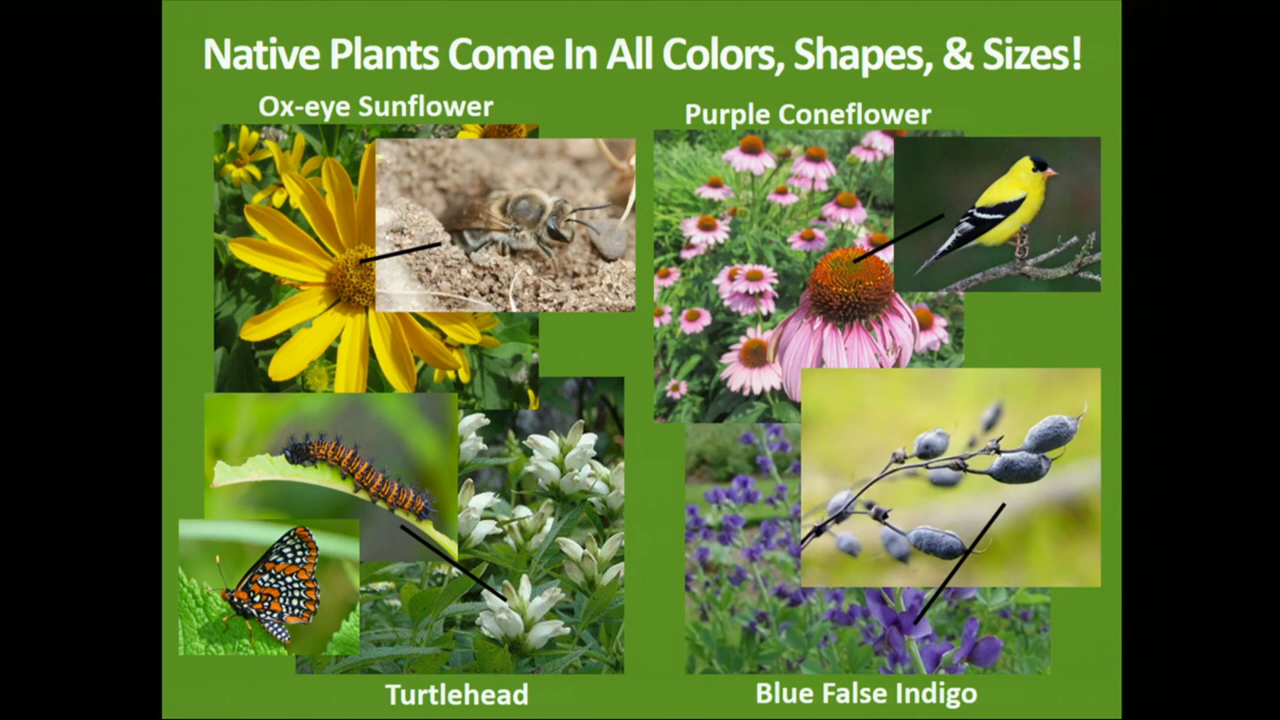 Native Plants Come In All Colors, Shapes, & Sizes!
Ox-eye Sunflower
Purple Coneflower
Turtlehead
Blue False Indigo